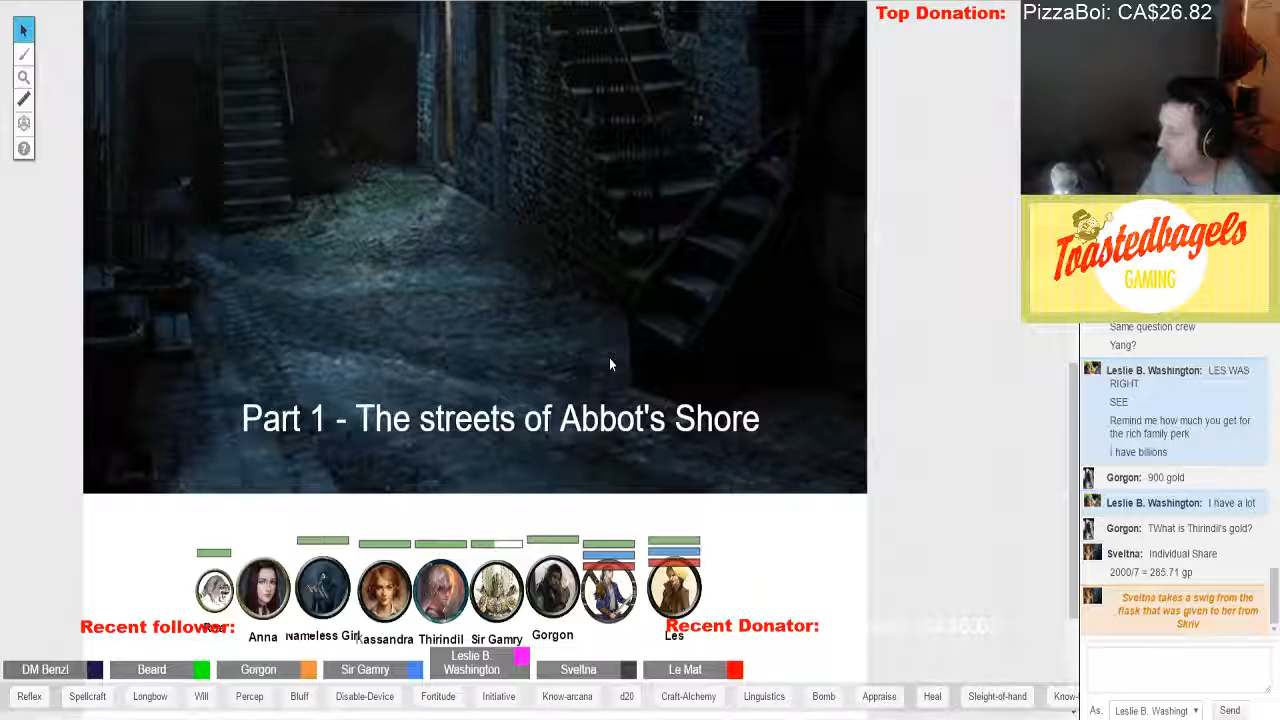 Top Donation: PizzaBoi: CA$26.82
Toastedbagels
GAMING
Part 1 - The streets of Abbot's Shore
Same question crew
Yang?
Leslie B. Washington: LES WAS
RIGHT
SEE
Remind me how much you get for
the rich family perk
i have billions
Gorgon: 900 gold
Leslie B. Washington: I have a lot
Gorgon: TWhat is Thirindil's gold?
Sveltna: Individual Share
2000/7 = 285.71 gp
Sveltna takes a swig from the
flask that was given to her from
Skriv
Recent follower:
Anna
Nameless Girl
Kassandra
Thirindil
Sir Gamry
Gorgon
Recent Donator:
Les
DM Benzl
Beard
Gorgon
Sir Gamry
Leslie B.
Washington
Sveltna
Le Mat
Reflex
Spellcraft
Longbow
Will
Percep
Bluff
Disable-Device
Fortitude
Initiative
Know-arcana
d20
Craft-Alchemy
Linguistics
Bomb
Appraise
Heal
Sleight-of-hand
Know-
As: Leslie B. Washingt
Send